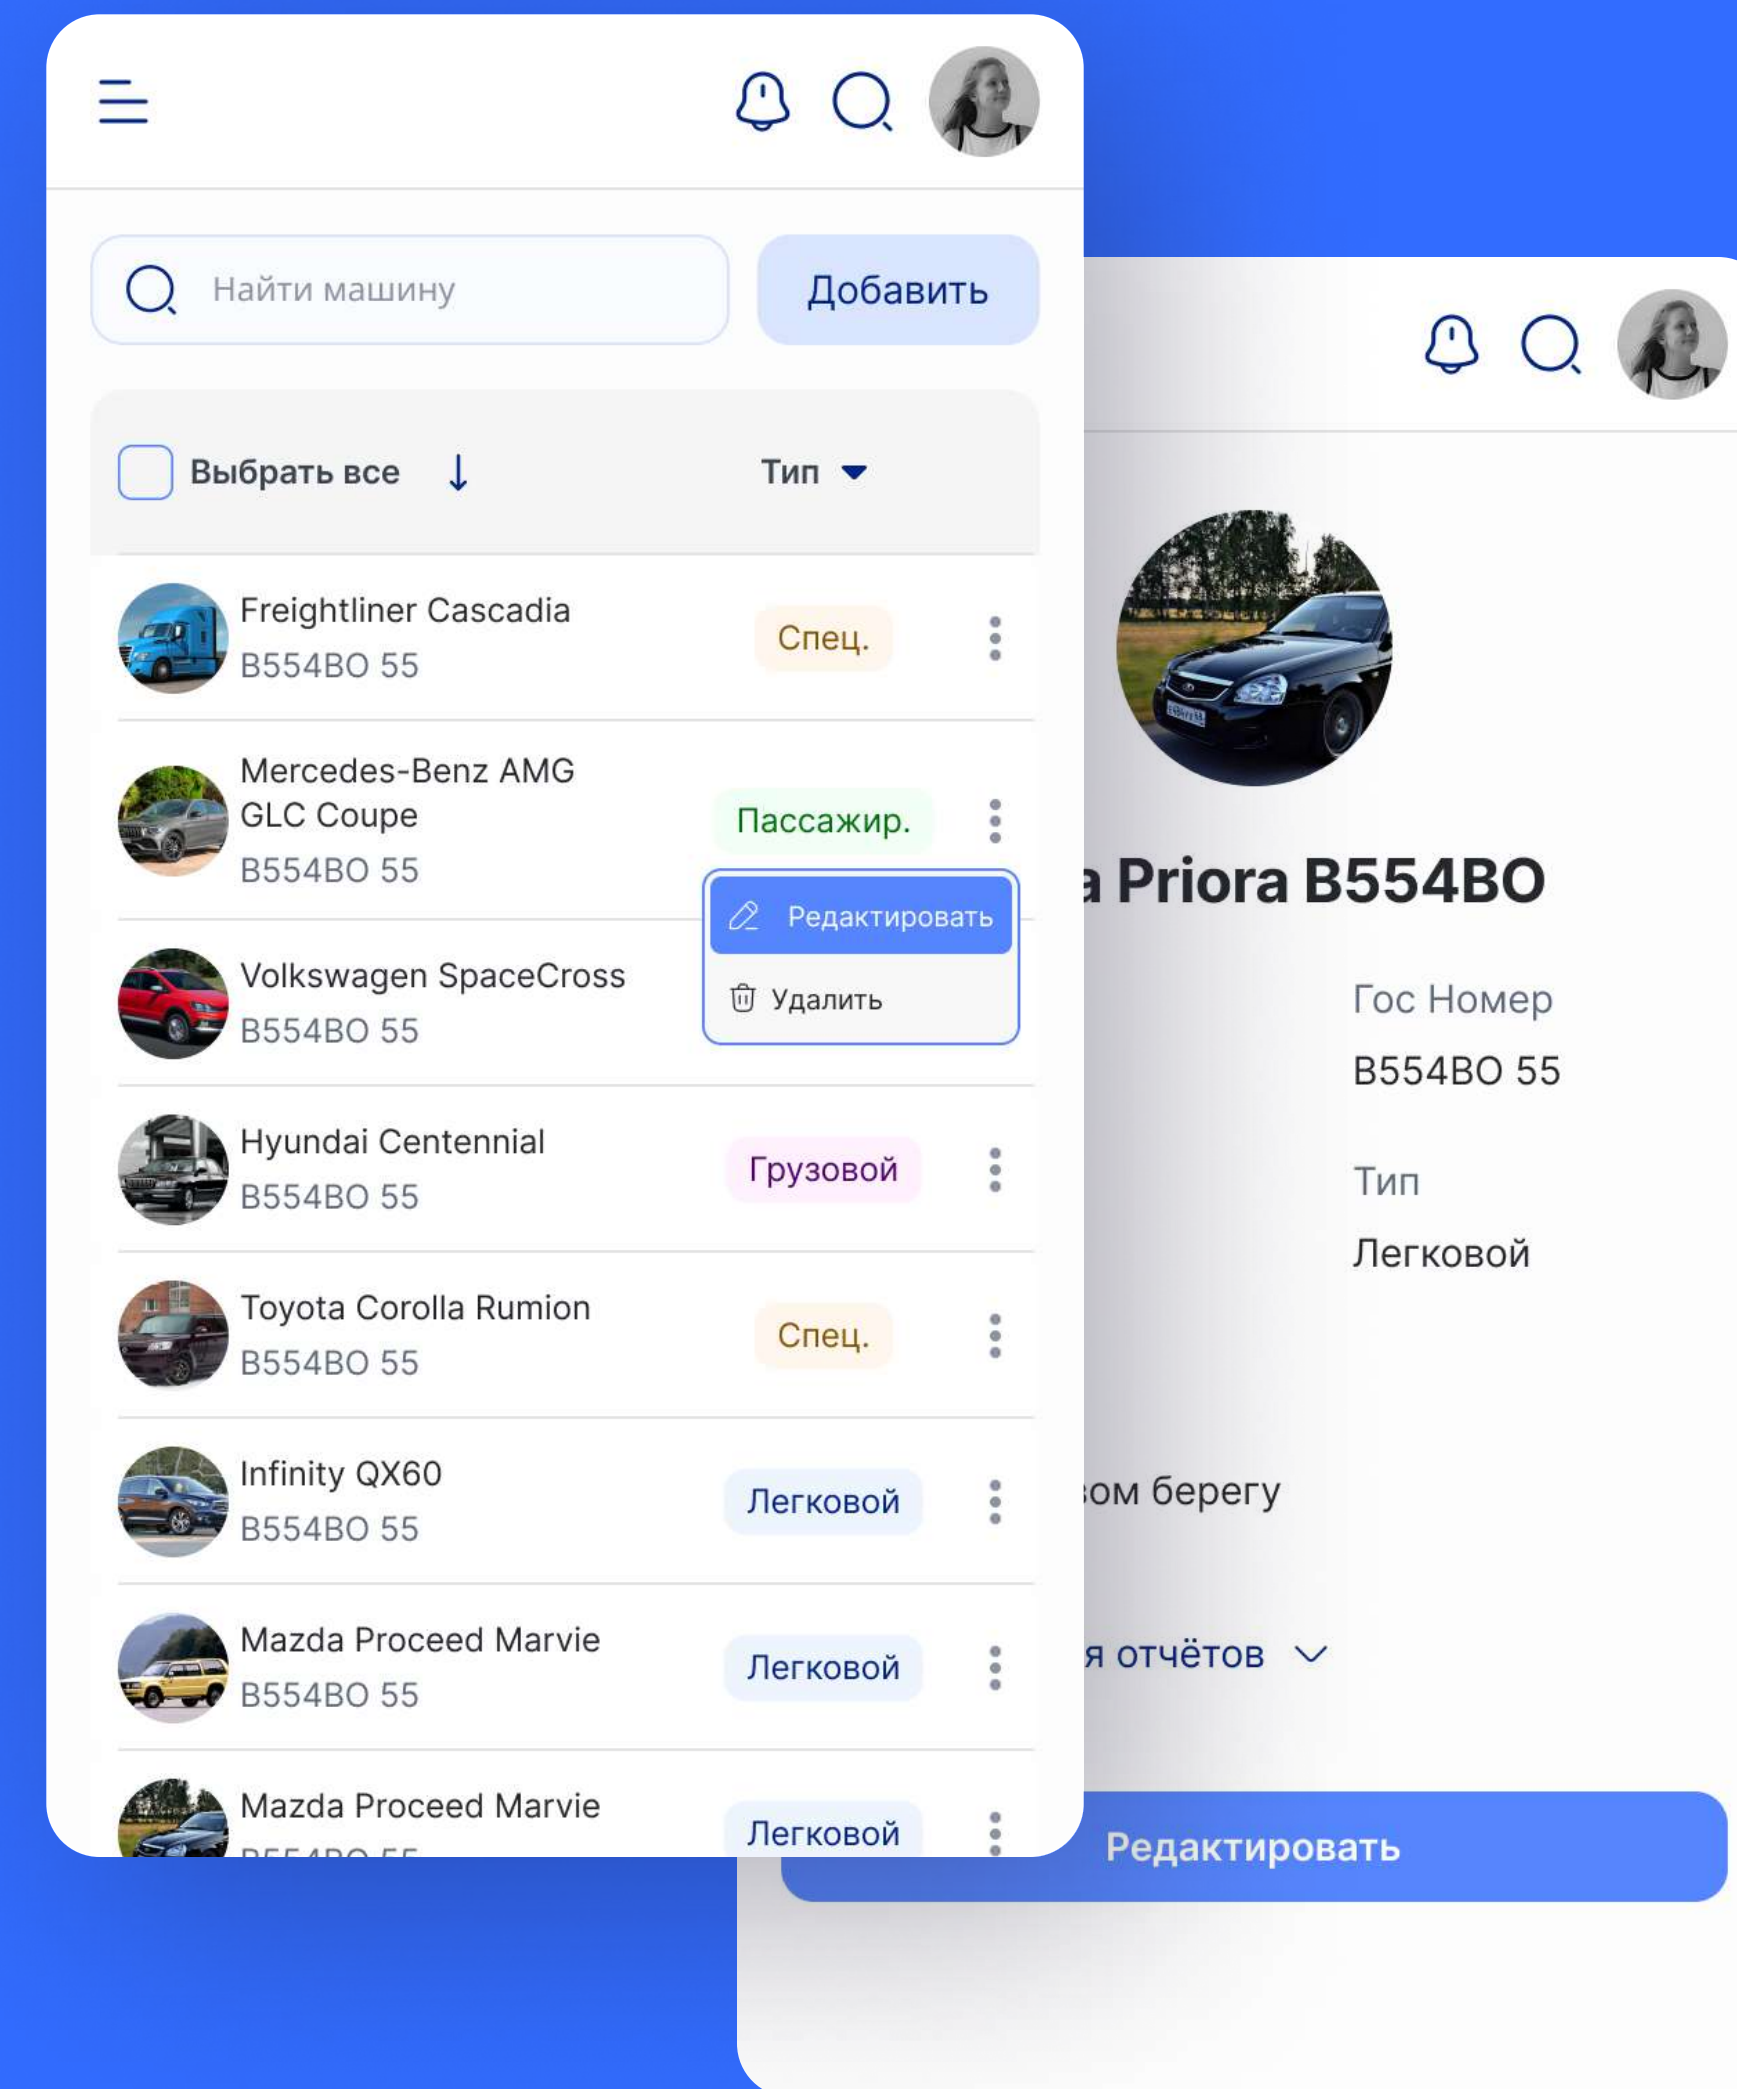 Найти машину
Добавить
Выбрать все
Тип
Freightliner Cascadia
B554BO 55
Спец.
Mercedes-Benz AMG
GLC Coupe
B554BO 55
Пассажир.
Редактировать
Удалить
Volkswagen SpaceCross
B554BO 55
Hyundai Centennial
B554BO 55
Грузовой
Toyota Corolla Rumion
B554BO 55
Спец.
Infinity QX60
B554BO 55
Легковой
Mazda Proceed Marvie
B554BO 55
Легковой
Mazda Proceed Marvie
B554BO 55
Легковой
a Priora B554BO
Гос Номер
B554BO 55
Тип
Легковой
ом берегу
я отчётов
Редактировать